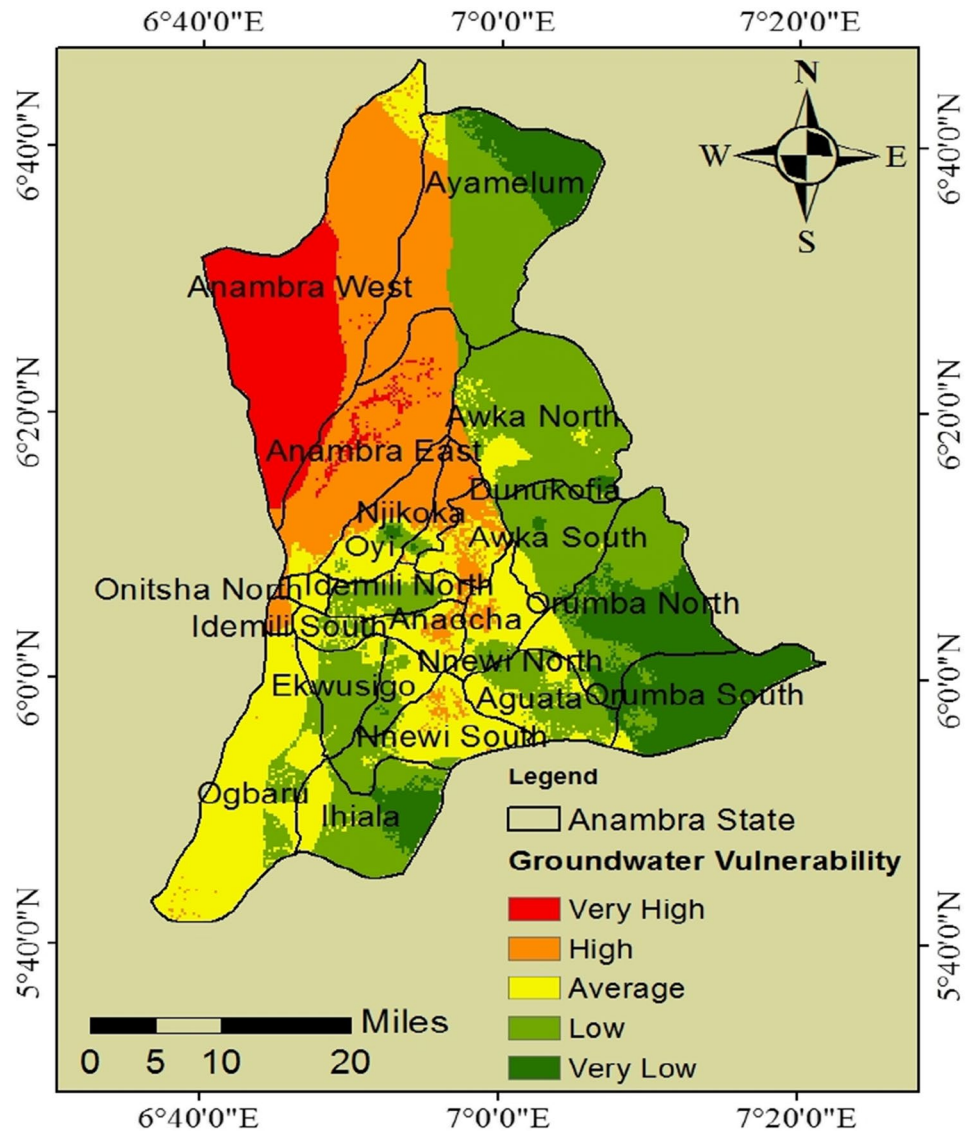 6°40'0"E 7°0'0"E 7°20'0"E
N
W E
S
6°40'0"N 6°40'0"N
Ayamelum
Anambra West
6°20'0"N 6°20'0"N
Awka North
Anambra East
Dunukofia
Njikoka
Awka South
Oyi
Onitsha North Idemili North
Orumba North
Idemili South Anaocha
Nnewi North
6°0'0"N 6°0'0"N
Ekwusigo
Aguata Orumba South
Nnewi South
Ogbaru
Ihiala
Legend
Anambra State
Groundwater Vulnerability
Very High
High
Average
Low
Very Low
5°40'0"N 5°40'0"N
Miles
0 5 10 20
6°40'0"E 7°0'0"E 7°20'0"E